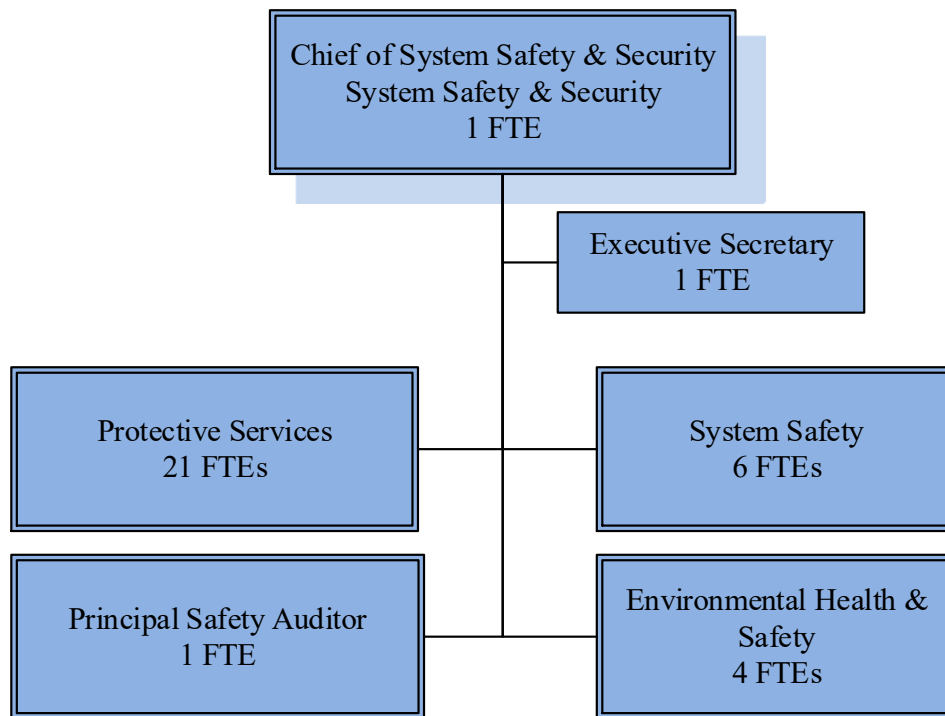 Chief of System Safety & Security
System Safety & Security
1 FTE
Executive Secretary
1 FTE
Protective Services
21 FTEs
System Safety
6 FTEs
Principal Safety Auditor
1 FTE
Environmental Health &
Safety
4 FTEs